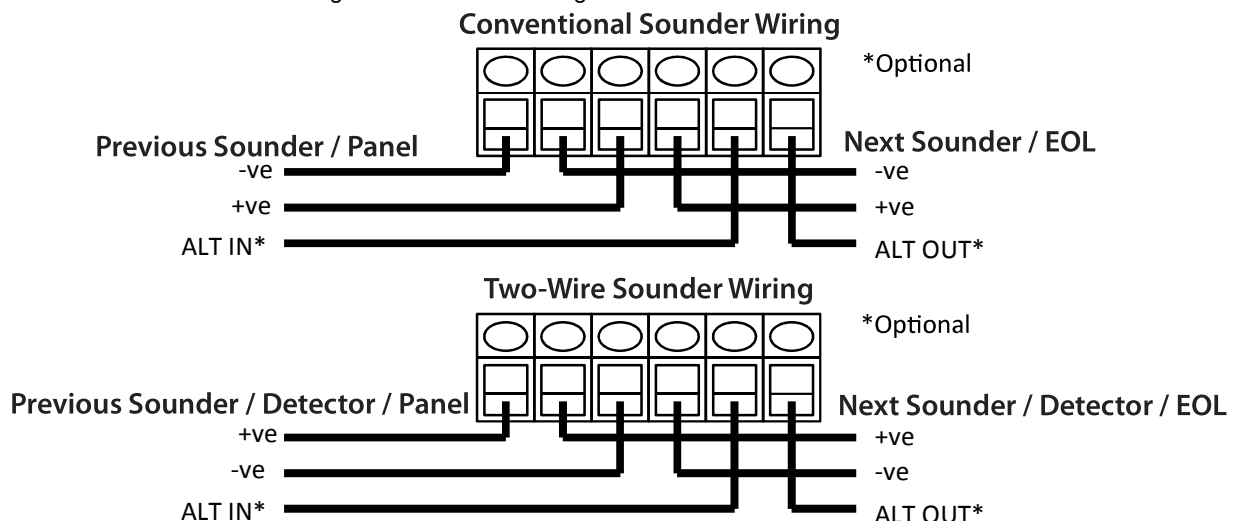 Conventional Sounder Wiring
*Optional
Previous Sounder / Panel
Next Sounder / EOL
-ve
-ve
+ve
+ve
ALT IN*
ALT OUT*
Two-Wire Sounder Wiring
*Optional
Previous Sounder / Detector / Panel
Next Sounder / Detector / EOL
+ve
+ve
-ve
-ve
ALT IN*
ALT OUT*